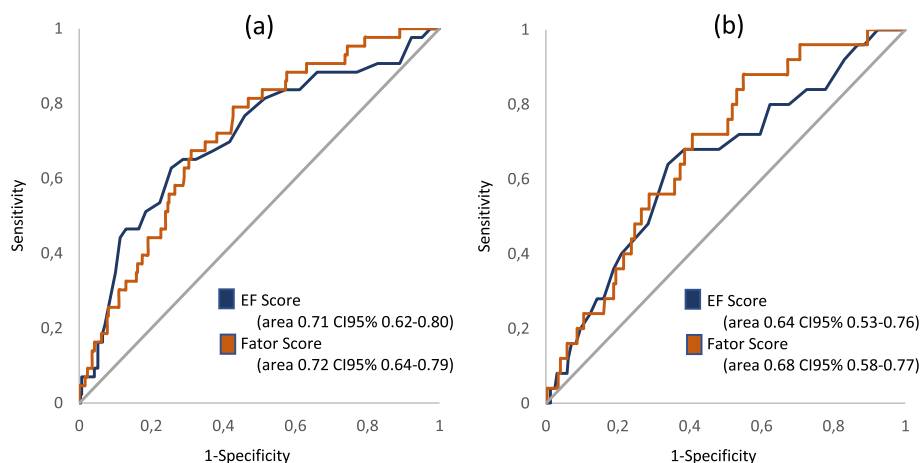 (a)
1
0,8
0,6
0,4
0,2
0
Sensitivity
EF Score
(area 0.71 CI95% 0.62-0.80)
Fator Score
(area 0.72 CI95% 0.64-0.79)
0 0,2 0,4 0,6 0,8 1
1-Specificity
(b)
1
0,8
0,6
0,4
0,2
0
Sensitivity
EF Score
(area 0.64 CI95% 0.53-0.76)
Fator Score
(area 0.68 CI95% 0.58-0.77)
0 0,2 0,4 0,6 0,8 1
1-Specificity